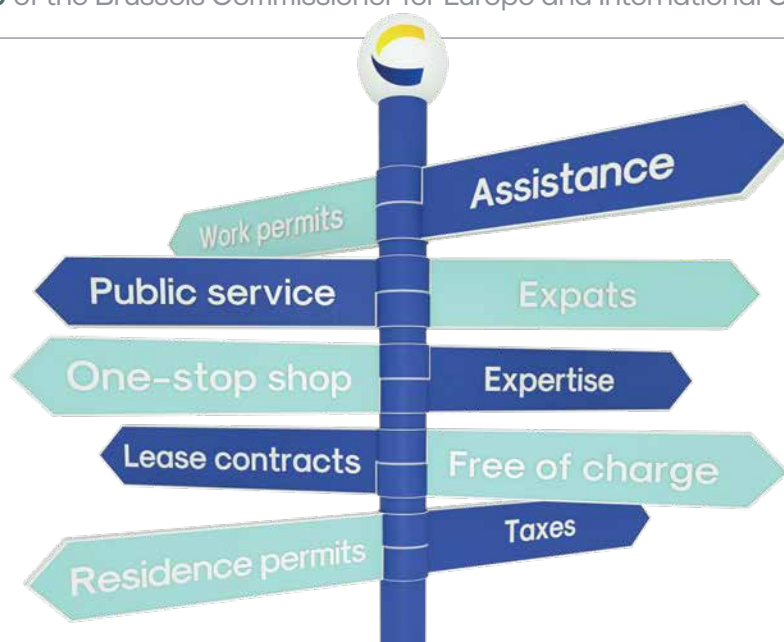 of the Brussels Commissioner for Europe and International
Assistance
Work permits
Public service
Expats
One-stop shop
Expertise
Lease contracts
Free of charge
Taxes
Residence permits